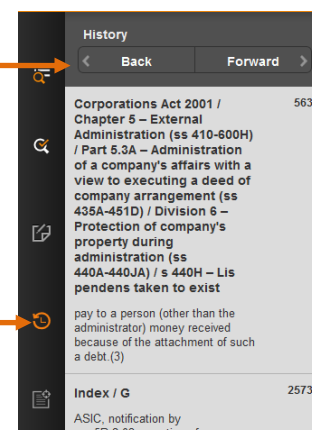 History
Back Forward
Corporations Act 2001 / 563
Chapter 5 – External
Administration (ss 410-600H)
/ Part 5.3A – Administration
of a company's affairs with a
view to executing a deed of
company arrangement (ss
435A-451D) / Division 6 –
Protection of company's
property during
administration (ss
440A-440JA) / s 440H – Lis
pendens taken to exist
pay to a person (other than the
administrator) money received
because of the attachment of such
a debt.(3)
Index / G 2573
ASIC, notification by